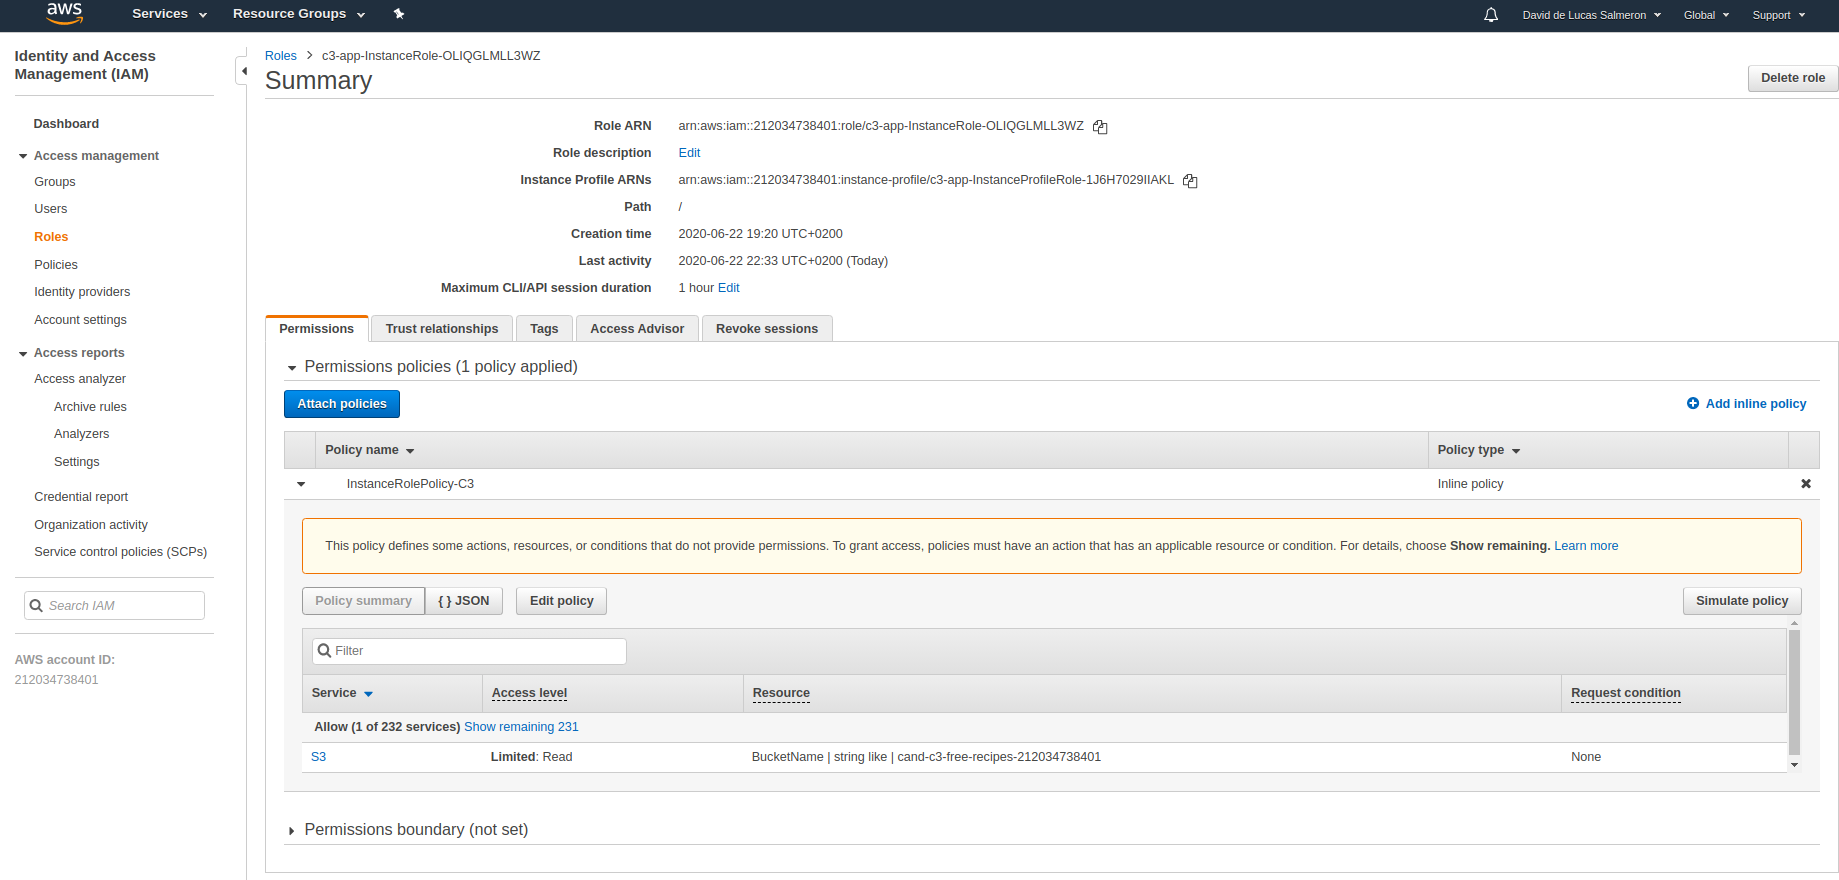 aws Services Resource Groups David de Lucas Salmeron Global Support
Identity and Access
Management (IAM)
Dashboard
Access management
Groups
Users
Roles
Policies
Identity providers
Account settings
Access reports
Access analyzer
Archive rules
Analyzers
Settings
Credential report
Organization activity
Service control policies (SCPs)
Search IAM
AWS account ID:
212034738401
Roles > c3-app-InstanceRole-OLIQGLMLL3WZ
Summary
Delete role
Role ARN arn:aws:iam::212034738401:role/c3-app-InstanceRole-OLIQGLMLL3WZ
Role description Edit
Instance Profile ARNs arn:aws:iam::212034738401:instance-profile/c3-app-InstanceProfileRole-1J6H7029IIAKL
Path /
Creation time 2020-06-22 19:20 UTC+0200
Last activity 2020-06-22 22:33 UTC+0200 (Today)
Maximum CLI/API session duration 1 hour Edit
Permissions Trust relationships Tags Access Advisor Revoke sessions
Permissions policies (1 policy applied)
Attach policies Add inline policy
Policy name Policy type
InstanceRolePolicy-C3 Inline policy
This policy defines some actions, resources, or conditions that do not provide permissions. To grant access, policies must have an action that has an applicable resource or condition. For details, choose Show remaining. Learn more
Policy summary { } JSON Edit policy Simulate policy
Filter
Service Access level Resource Request condition
Allow (1 of 232 services) Show remaining 231
S3 Limited: Read BucketName | string like | cand-c3-free-recipes-212034738401 None
Permissions boundary (not set)